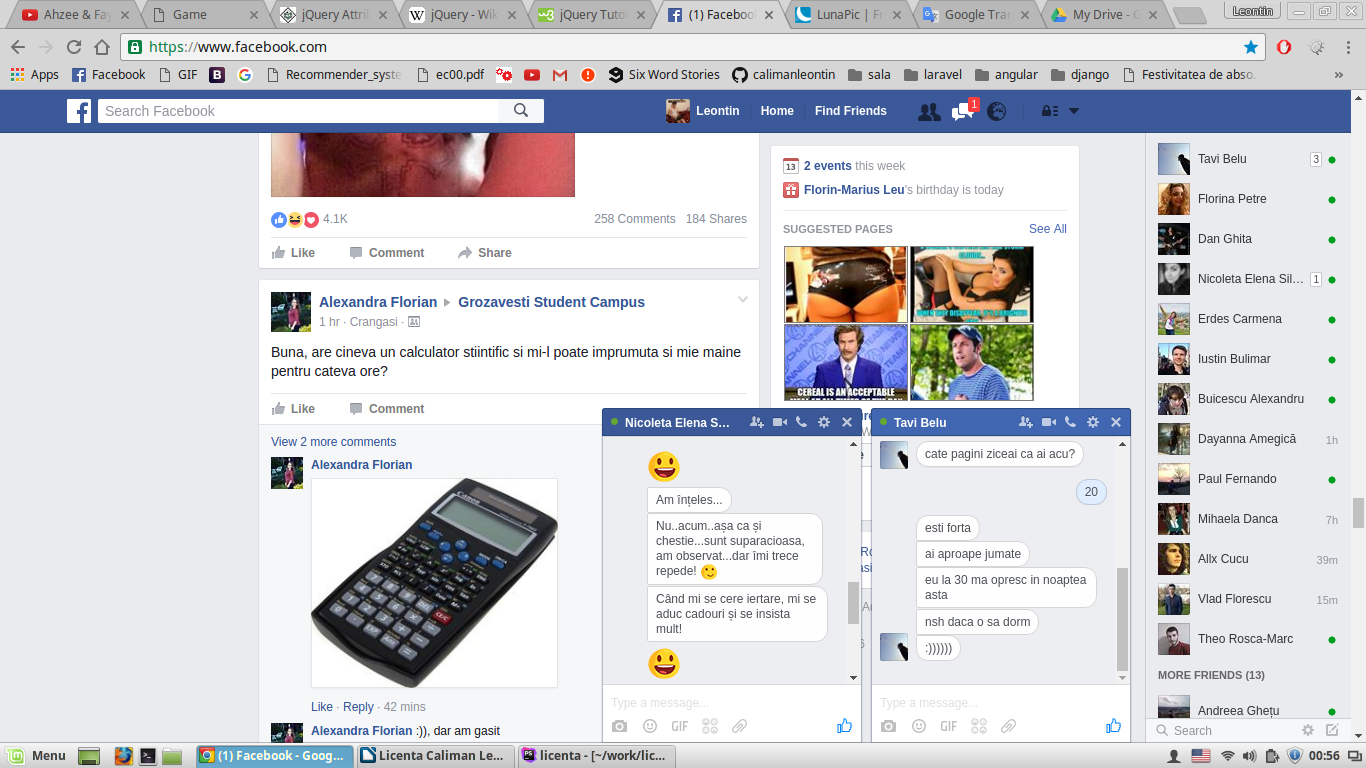 Ahzee & Fay
Game
jQuery Attri
jQuery - Wik
jQuery Tuto
(1) Facebook
LunaPic | Fr
Google Tran
My Drive - G
Leontin
https://www.facebook.com
Apps
Facebook
GIF
Recommender_syste
ec00.pdf
Six Word Stories
calimanleontin
sala
laravel
angular
django
Festivitatea de abso
»
Search Facebook
Leontin
Home
Find Friends
1
4.1K
258 Comments 184 Shares
Like Comment Share
Alexandra Florian Grozavesti Student Campus
1 hr · Crangasi ·
Buna, are cineva un calculator stiintific si mi-l poate imprumuta si mie maine
pentru cateva ore?
Like Comment
View 2 more comments
Alexandra Florian
Canon
Like · Reply · 42 mins
Alexandra Florian :)), dar am gasit
13
2 events this week
Florin-Marius Leu's birthday is today
SUGGESTED PAGES See All
CEREAL IS AN ACCEPTABLE
Nicoleta Elena S...
Am înțeles...
Nu..acum..așa ca și
chestie...sunt suparacioasa,
am observat...dar îmi trece
repede!
Când mi se cere iertare, mi se
aduc cadouri și se insista
mult!
Type a message...
GIF
Tavi Belu
cate pagini ziceai ca ai acu?
20
esti forta
ai aproape jumate
eu la 30 ma opresc in noaptea
asta
nsh daca o sa dorm
:))))))
Type a message...
GIF
Tavi Belu 3
Florina Petre
Dan Ghita
Nicoleta Elena Sil... 1
Erdes Carmena
Iustin Bulimar
Buicescu Alexandru
Dayanna Amegică 1h
Paul Fernando
Mihaela Danca 7h
Allx Cucu 39m
Vlad Florescu 15m
Theo Rosca-Marc
MORE FRIENDS (13)
Andreea Ghețu
Search
Menu
(1) Facebook - Goog...
Licenta Caliman Le...
licenta - [~/work/lic...
00:56